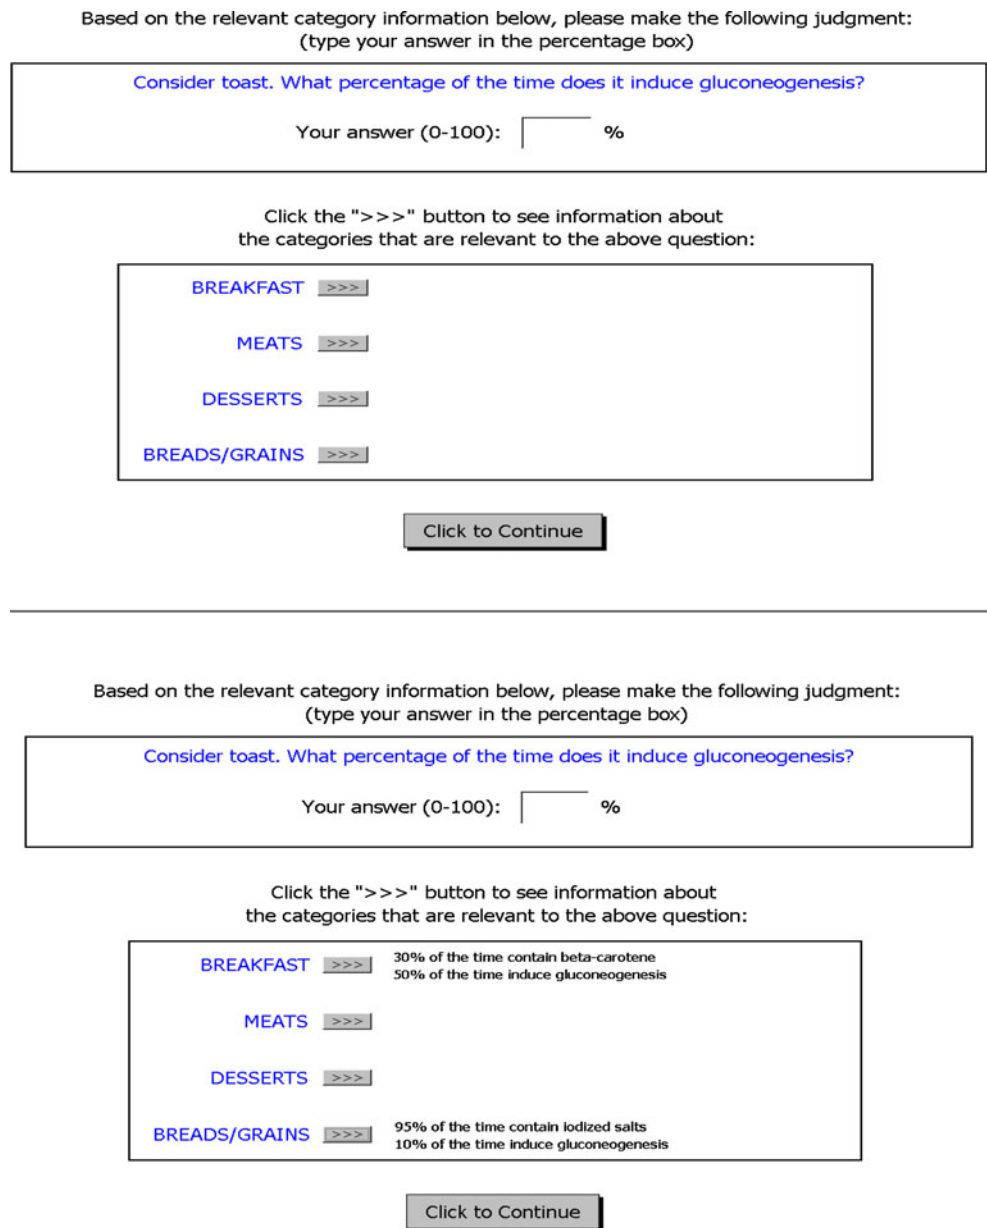 Based on the relevant category information below, please make the following judgment:
(type your answer in the percentage box)
Consider toast. What percentage of the time does it induce gluconeogenesis?
Your answer (0-100): %
Click the ">>>" button to see information about
the categories that are relevant to the above question:
BREAKFAST >>>
MEATS >>>
DESSERTS >>>
BREADS/GRAINS >>>
Click to Continue
Based on the relevant category information below, please make the following judgment:
(type your answer in the percentage box)
Consider toast. What percentage of the time does it induce gluconeogenesis?
Your answer (0-100): %
Click the ">>>" button to see information about
the categories that are relevant to the above question:
BREAKFAST >>> 30% of the time contain beta-carotene
50% of the time induce gluconeogenesis
MEATS >>>
DESSERTS >>>
BREADS/GRAINS >>> 95% of the time contain iodized salts
10% of the time induce gluconeogenesis
Click to Continue